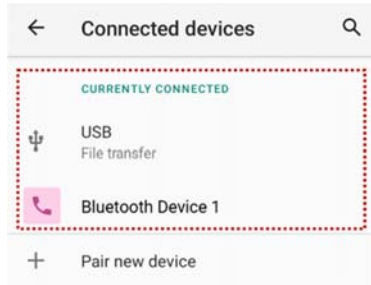 Connected devices
CURRENTLY CONNECTED
USB
File transfer
Bluetooth Device 1
Pair new device